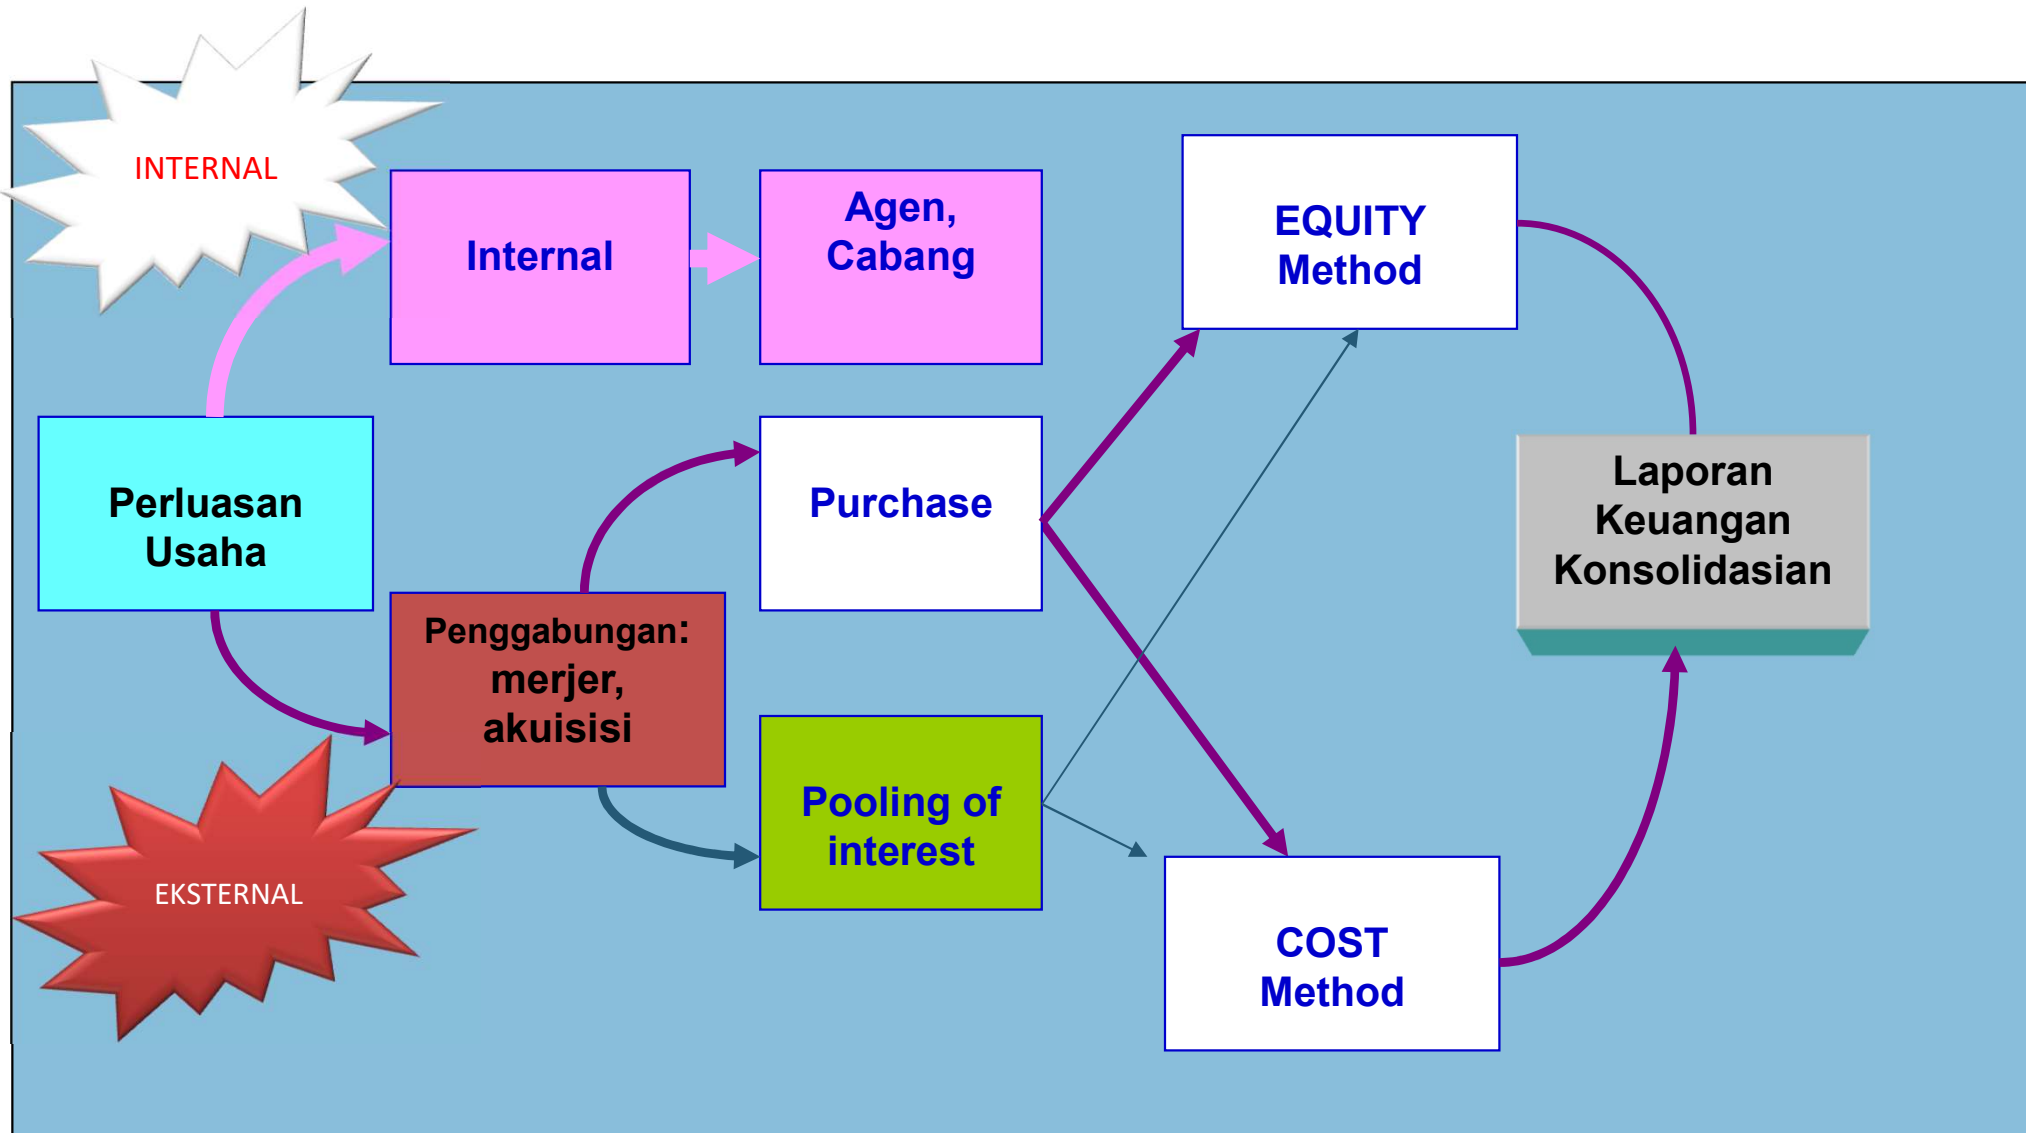 INTERNAL
Internal
Agen,
Cabang
EQUITY
Method
Perluasan
Usaha
Purchase
Laporan
Keuangan
Konsolidasian
Penggabungan:
merjer,
akuisisi
Pooling of
interest
EKSTERNAL
COST
Method